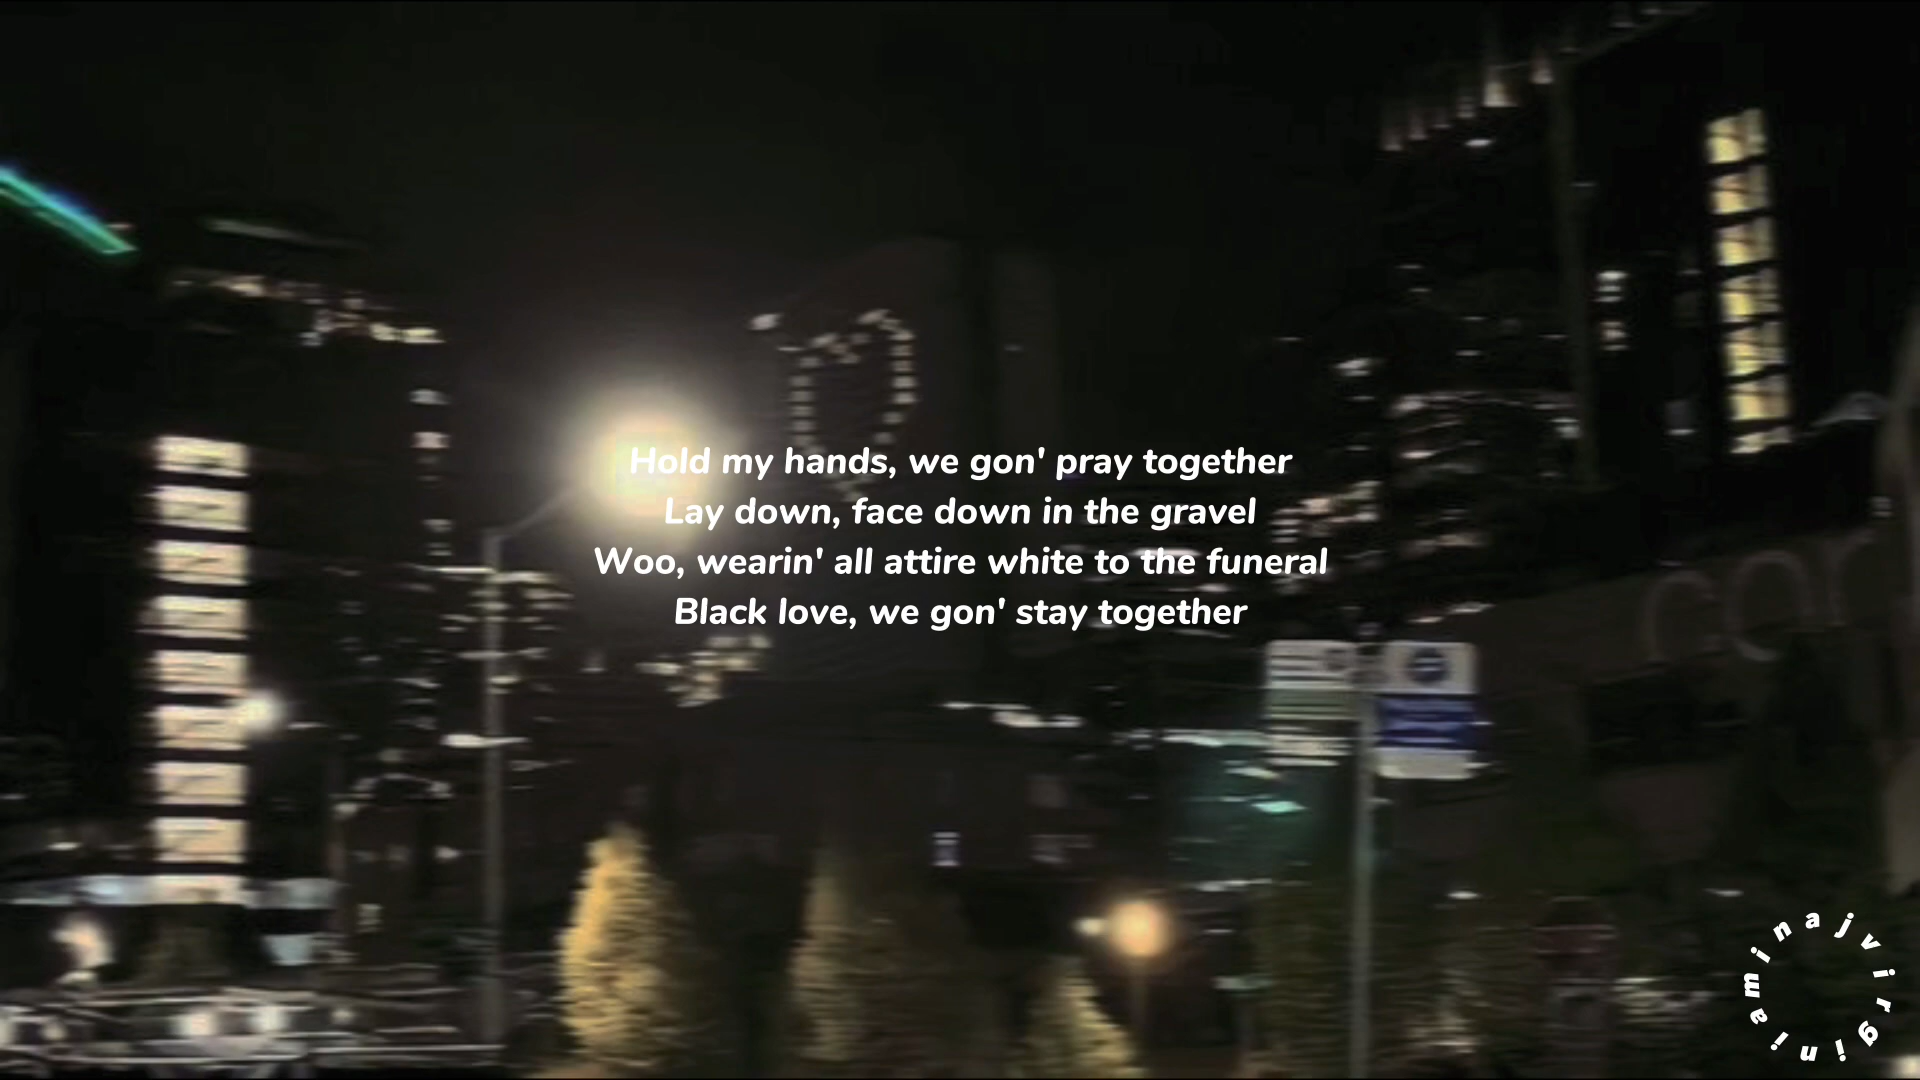 Hold my hands, we gon' pray together
Lay down, face down in the gravel
Woo, wearin' all attire white to the funeral
Black love, we gon' stay together
minajvirginia